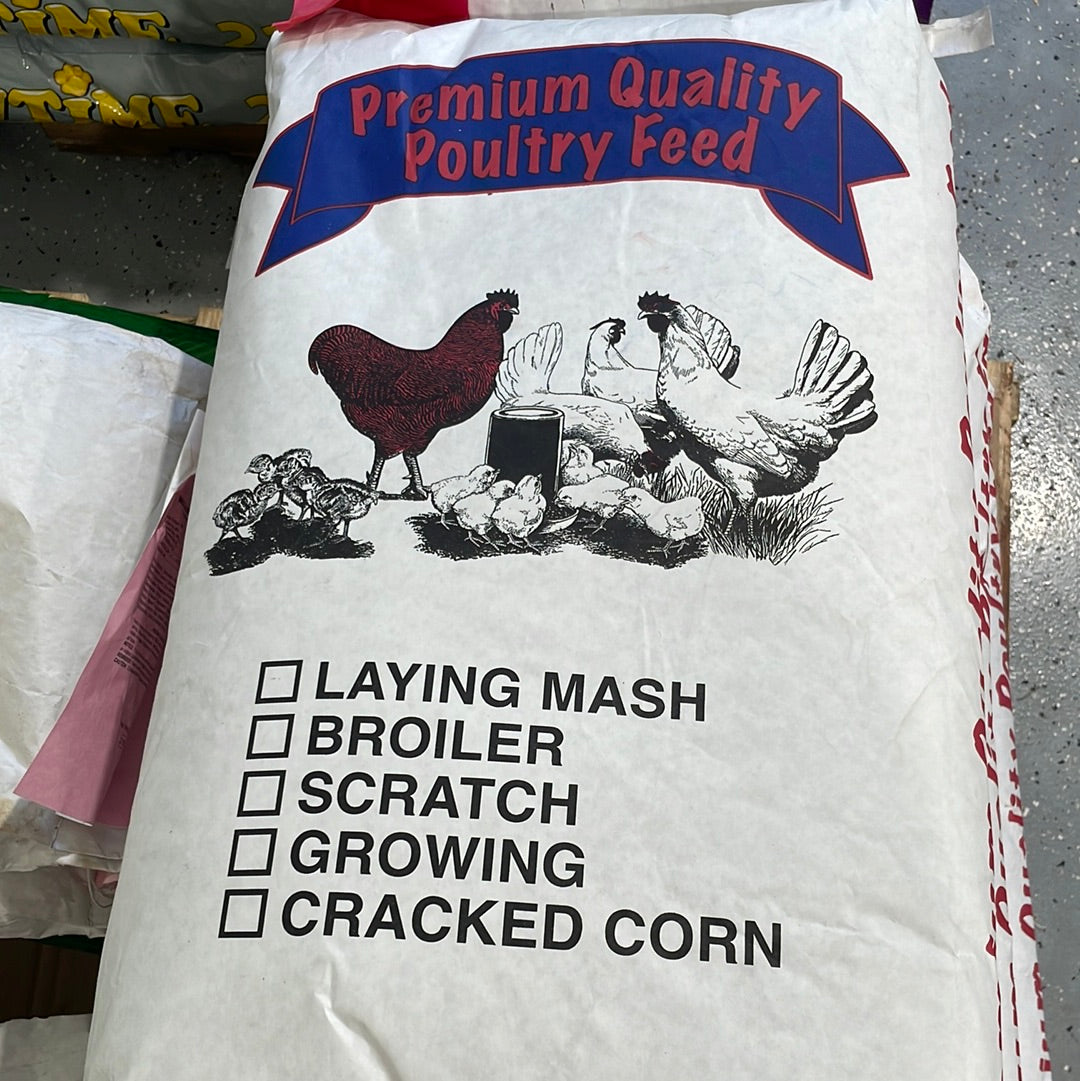 Premium Quality
Poultry Feed
LAYING MASH
BROILER
SCRATCH
GROWING
CRACKED CORN